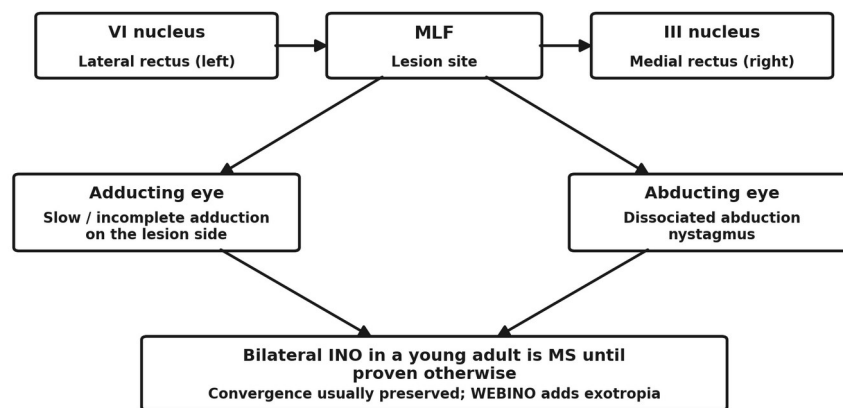 VI nucleus
Lateral rectus (left)
MLF
Lesion site
III nucleus
Medial rectus (right)
Adducting eye
Slow / incomplete adduction
on the lesion side
Abducting eye
Dissociated abduction
nystagmus
Bilateral INO in a young adult is MS until
proven otherwise
Convergence usually preserved; WEBINO adds exotropia